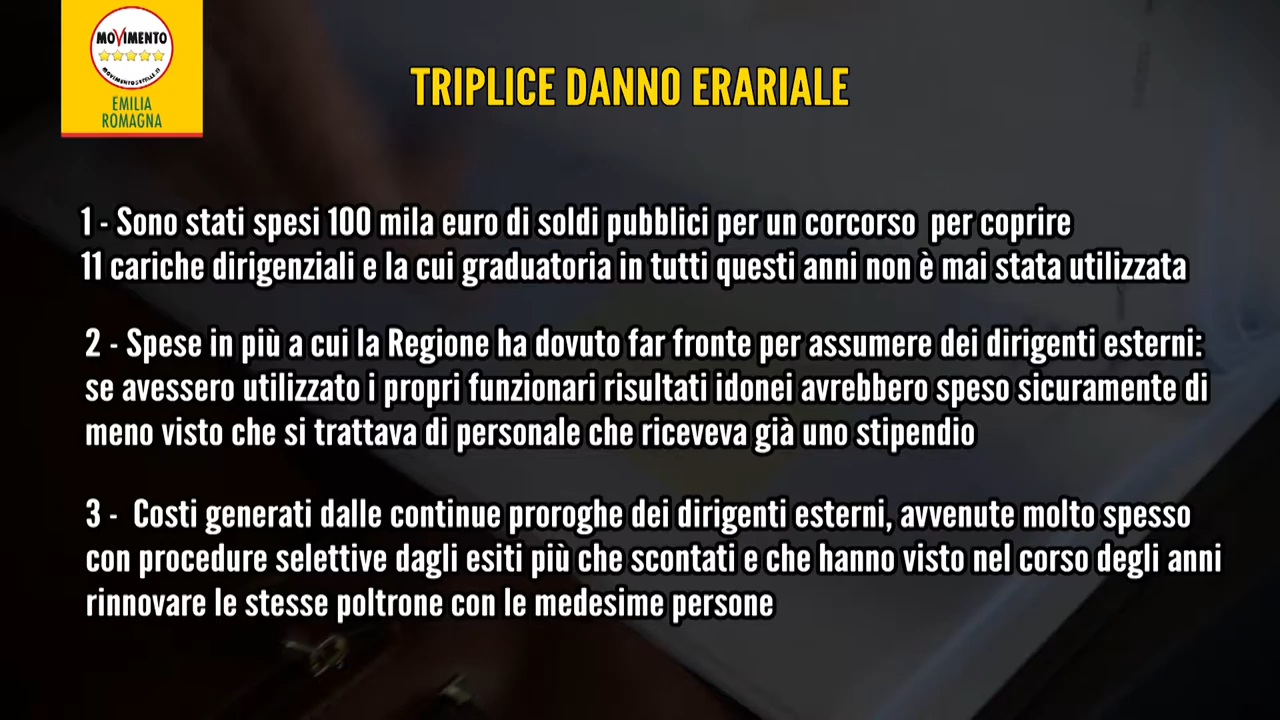 MOVIMENTO
MOVIMENTO5STELLE.IT
EMILIA
ROMAGNA
TRIPLICE DANNO ERARIALE
1 - Sono stati spesi 100 mila euro di soldi pubblici per un corcorso  per coprire
11 cariche dirigenziali e la cui graduatoria in tutti questi anni non è mai stata utilizzata
2 - Spese in più a cui la Regione ha dovuto far fronte per assumere dei dirigenti esterni:
se avessero utilizzato i propri funzionari risultati idonei avrebbero speso sicuramente di
meno visto che si trattava di personale che riceveva già uno stipendio
3 -  Costi generati dalle continue proroghe dei dirigenti esterni, avvenute molto spesso
con procedure selettive dagli esiti più che scontati e che hanno visto nel corso degli anni
rinnovare le stesse poltrone con le medesime persone